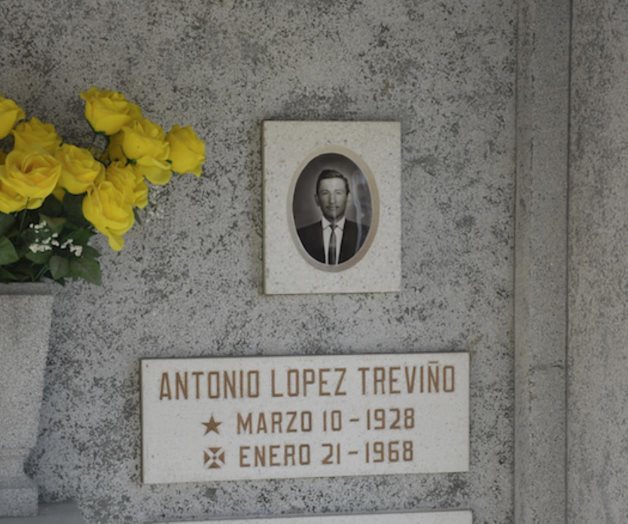 ANTONIO LOPEZ TREVIÑO
MARZO 10 - 1928
ENERO 21 - 1968